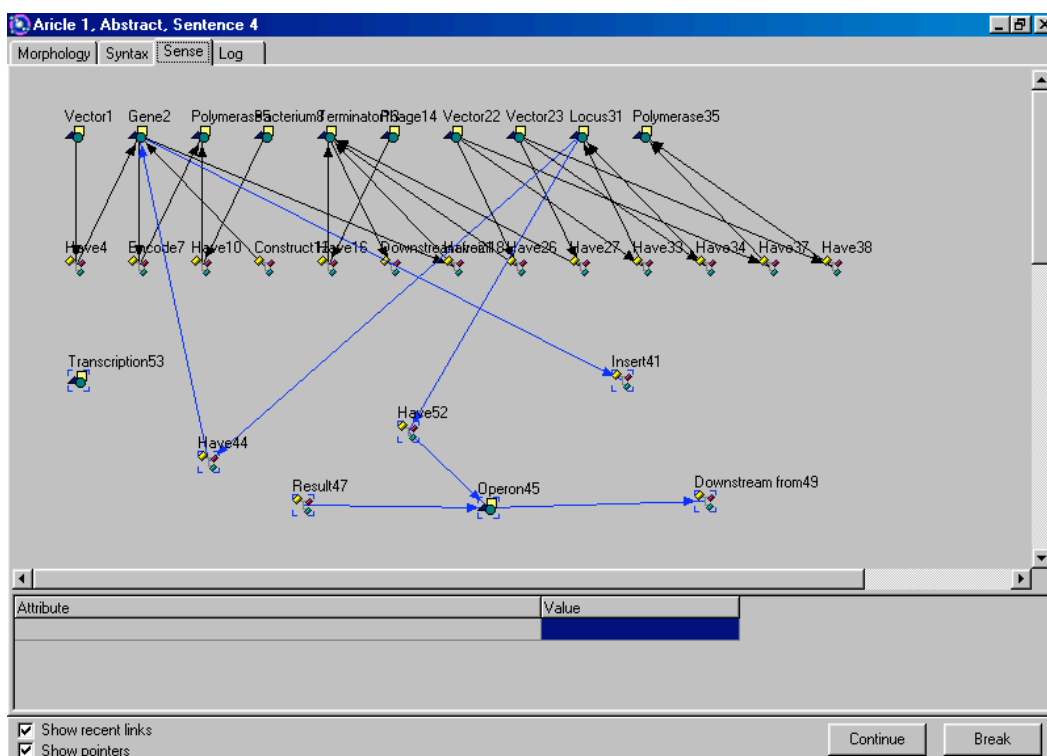 Aricle 1, Abstract, Sentence 4
Morphology Syntax Sense Log
Vector1 Gene2 Polymerase5 Bacterium8 Terminator13 Phage14 Vector22 Vector23 Locus31 Polymerase35
Have4 Encode7 Have10 Have16 Have26 Have27 Have33 Have34 Have37 Have38
Transcription53
Insert41
Have52
Have44
Result47
Operon45
Downstream from49
Attribute Value
Show recent links
Show pointers
Continue Break